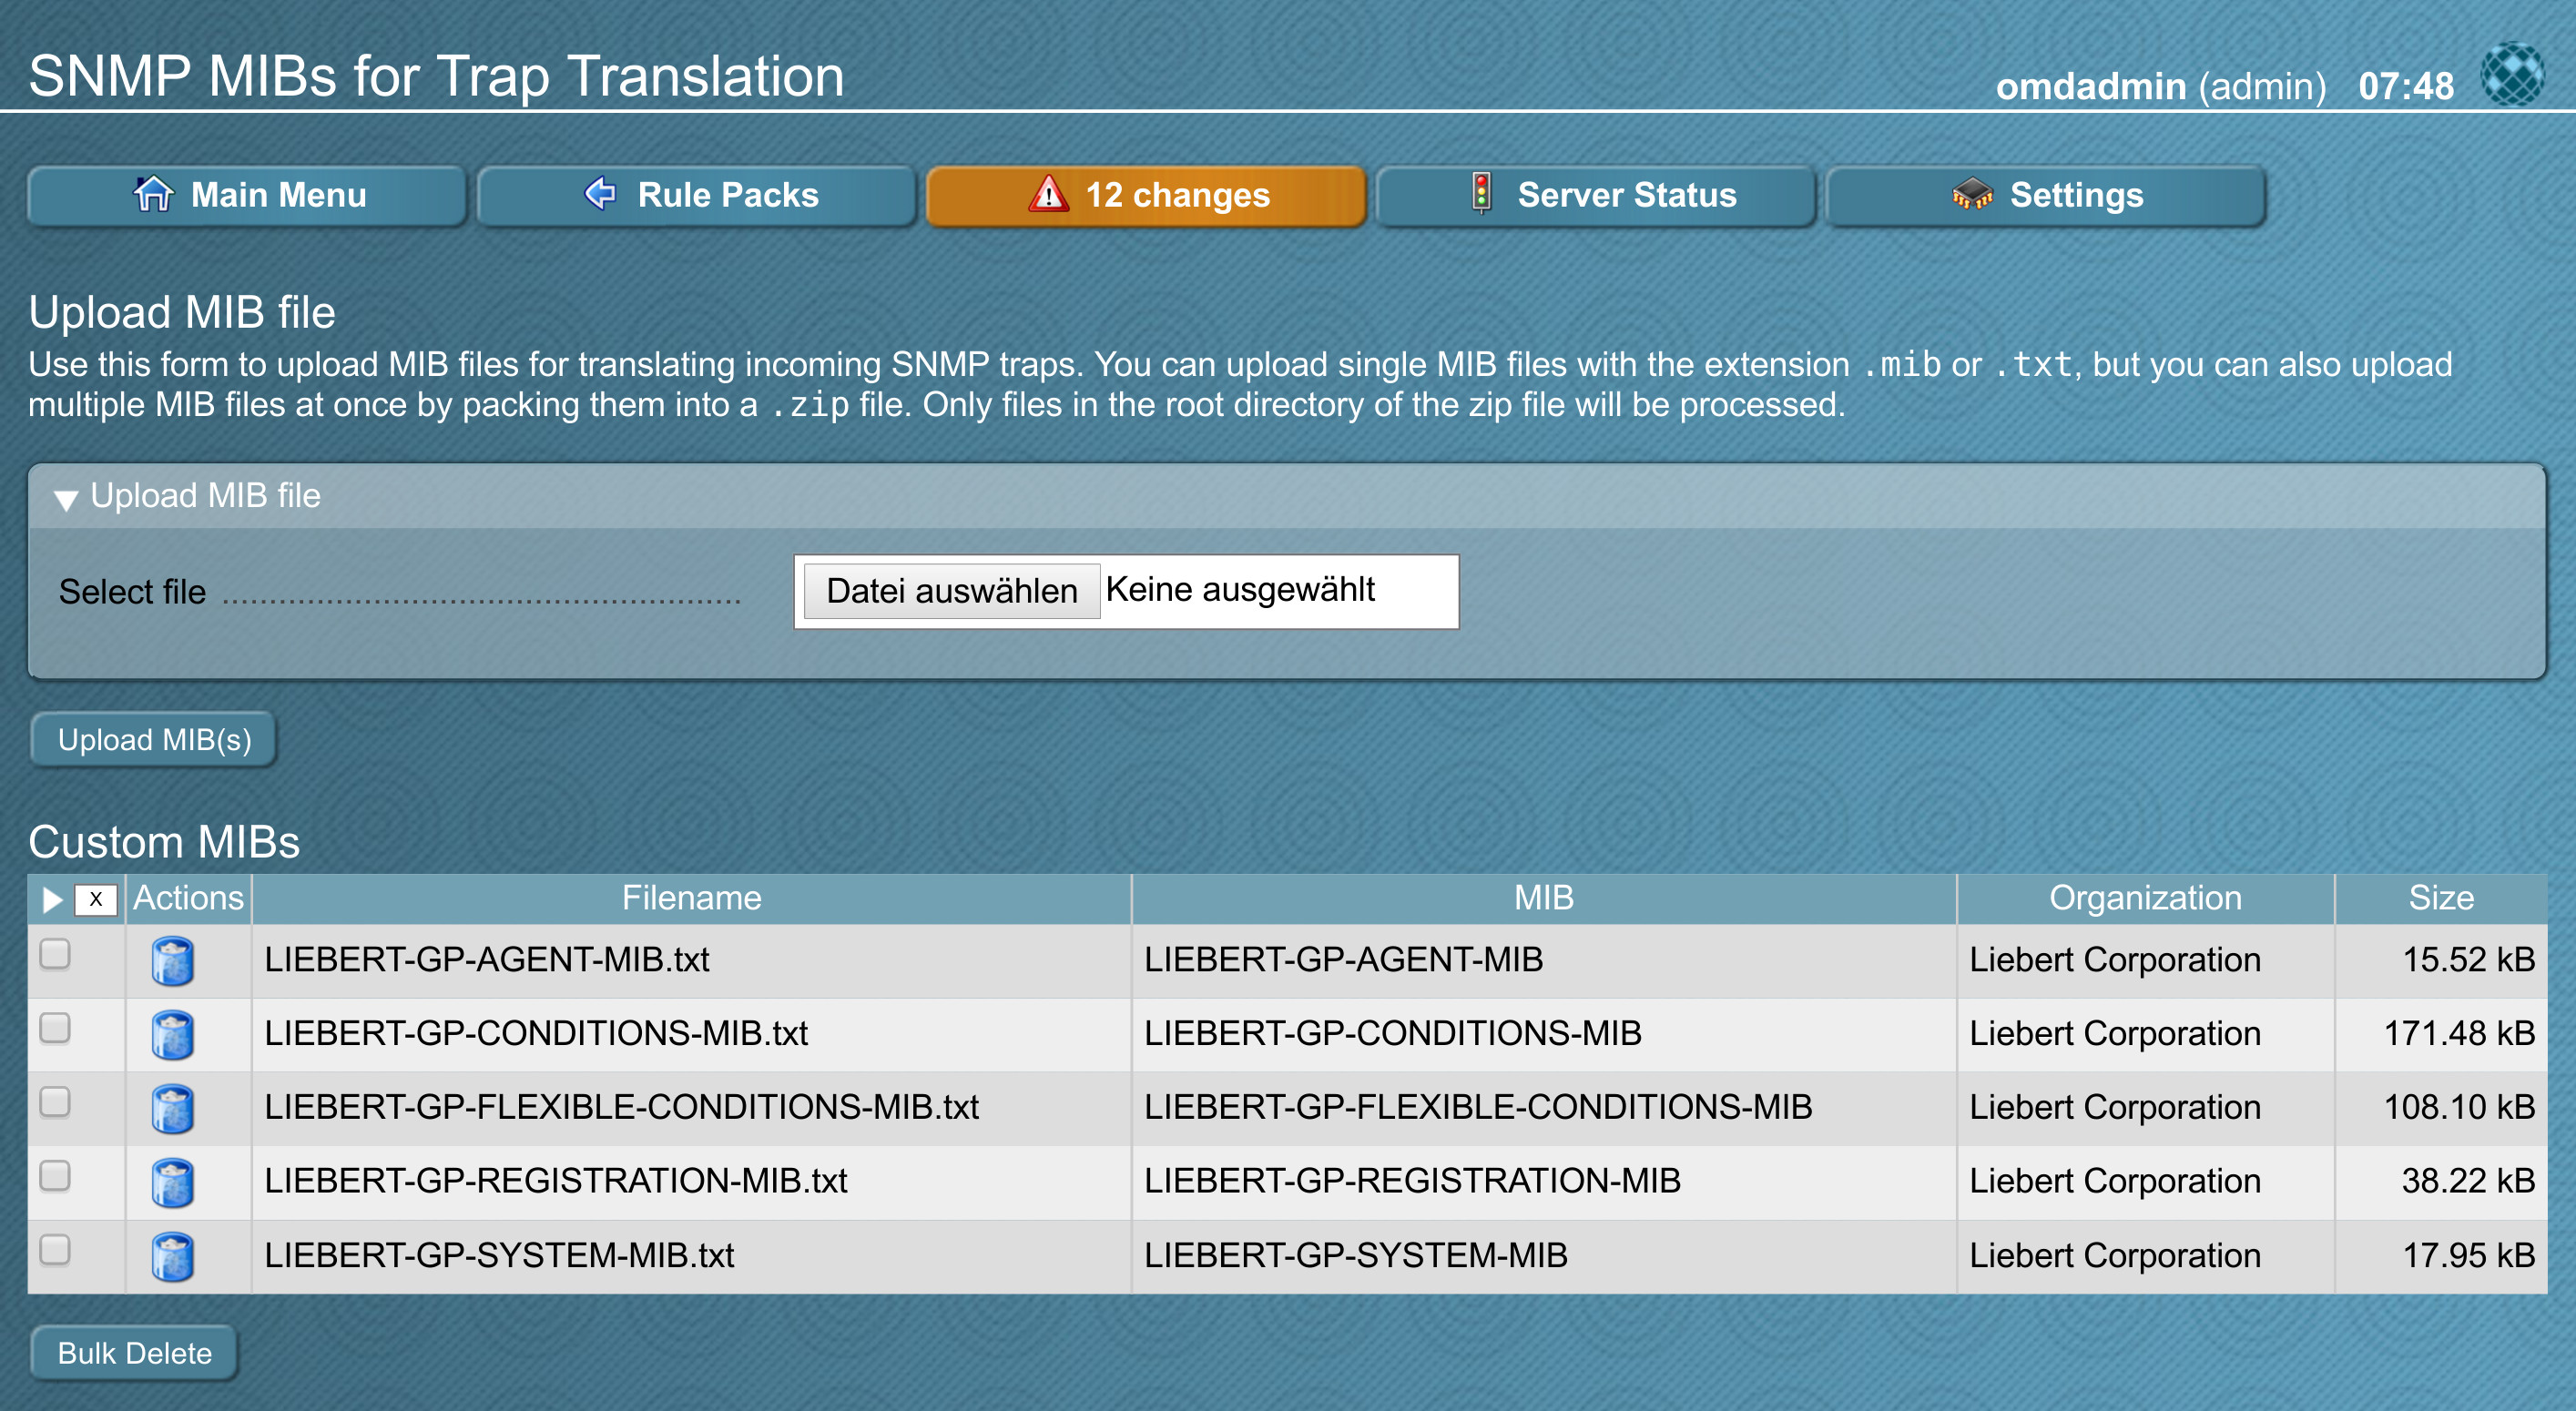 SNMP MIBs for Trap Translation
omdadmin (admin) 07:48
Main Menu
Rule Packs
12 changes
Server Status
Settings
Upload MIB file
Use this form to upload MIB files for translating incoming SNMP traps. You can upload single MIB files with the extension .mib or .txt, but you can also upload
multiple MIB files at once by packing them into a .zip file. Only files in the root directory of the zip file will be processed.
Upload MIB file
Select file
Datei auswählen Keine ausgewählt
Upload MIB(s)
Custom MIBs
X Actions Filename MIB Organization Size
LIEBERT-GP-AGENT-MIB.txt LIEBERT-GP-AGENT-MIB Liebert Corporation 15.52 kB
LIEBERT-GP-CONDITIONS-MIB.txt LIEBERT-GP-CONDITIONS-MIB Liebert Corporation 171.48 kB
LIEBERT-GP-FLEXIBLE-CONDITIONS-MIB.txt LIEBERT-GP-FLEXIBLE-CONDITIONS-MIB Liebert Corporation 108.10 kB
LIEBERT-GP-REGISTRATION-MIB.txt LIEBERT-GP-REGISTRATION-MIB Liebert Corporation 38.22 kB
LIEBERT-GP-SYSTEM-MIB.txt LIEBERT-GP-SYSTEM-MIB Liebert Corporation 17.95 kB
Bulk Delete